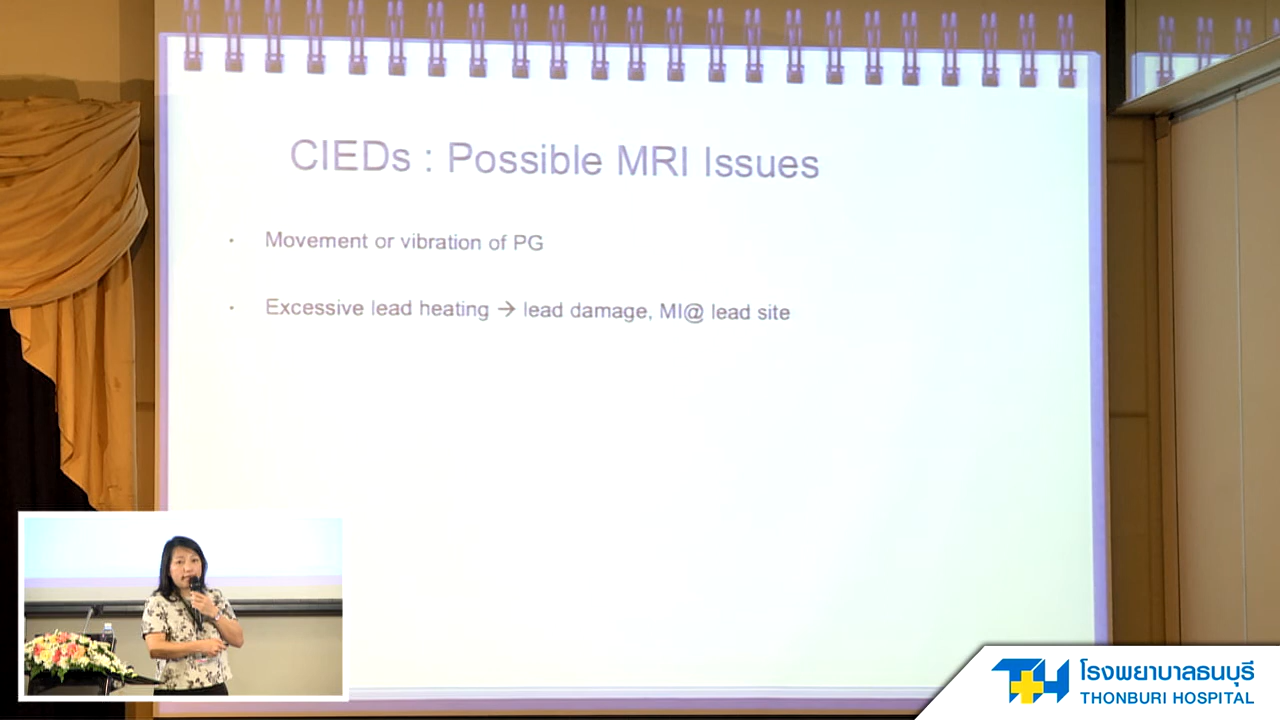 CIEDs : Possible MRI Issues
• Movement or vibration of PG
• Excessive lead heating → lead damage, MI@ lead site
TH
โรงพยาบาลธนบุรี
THONBURI HOSPITAL